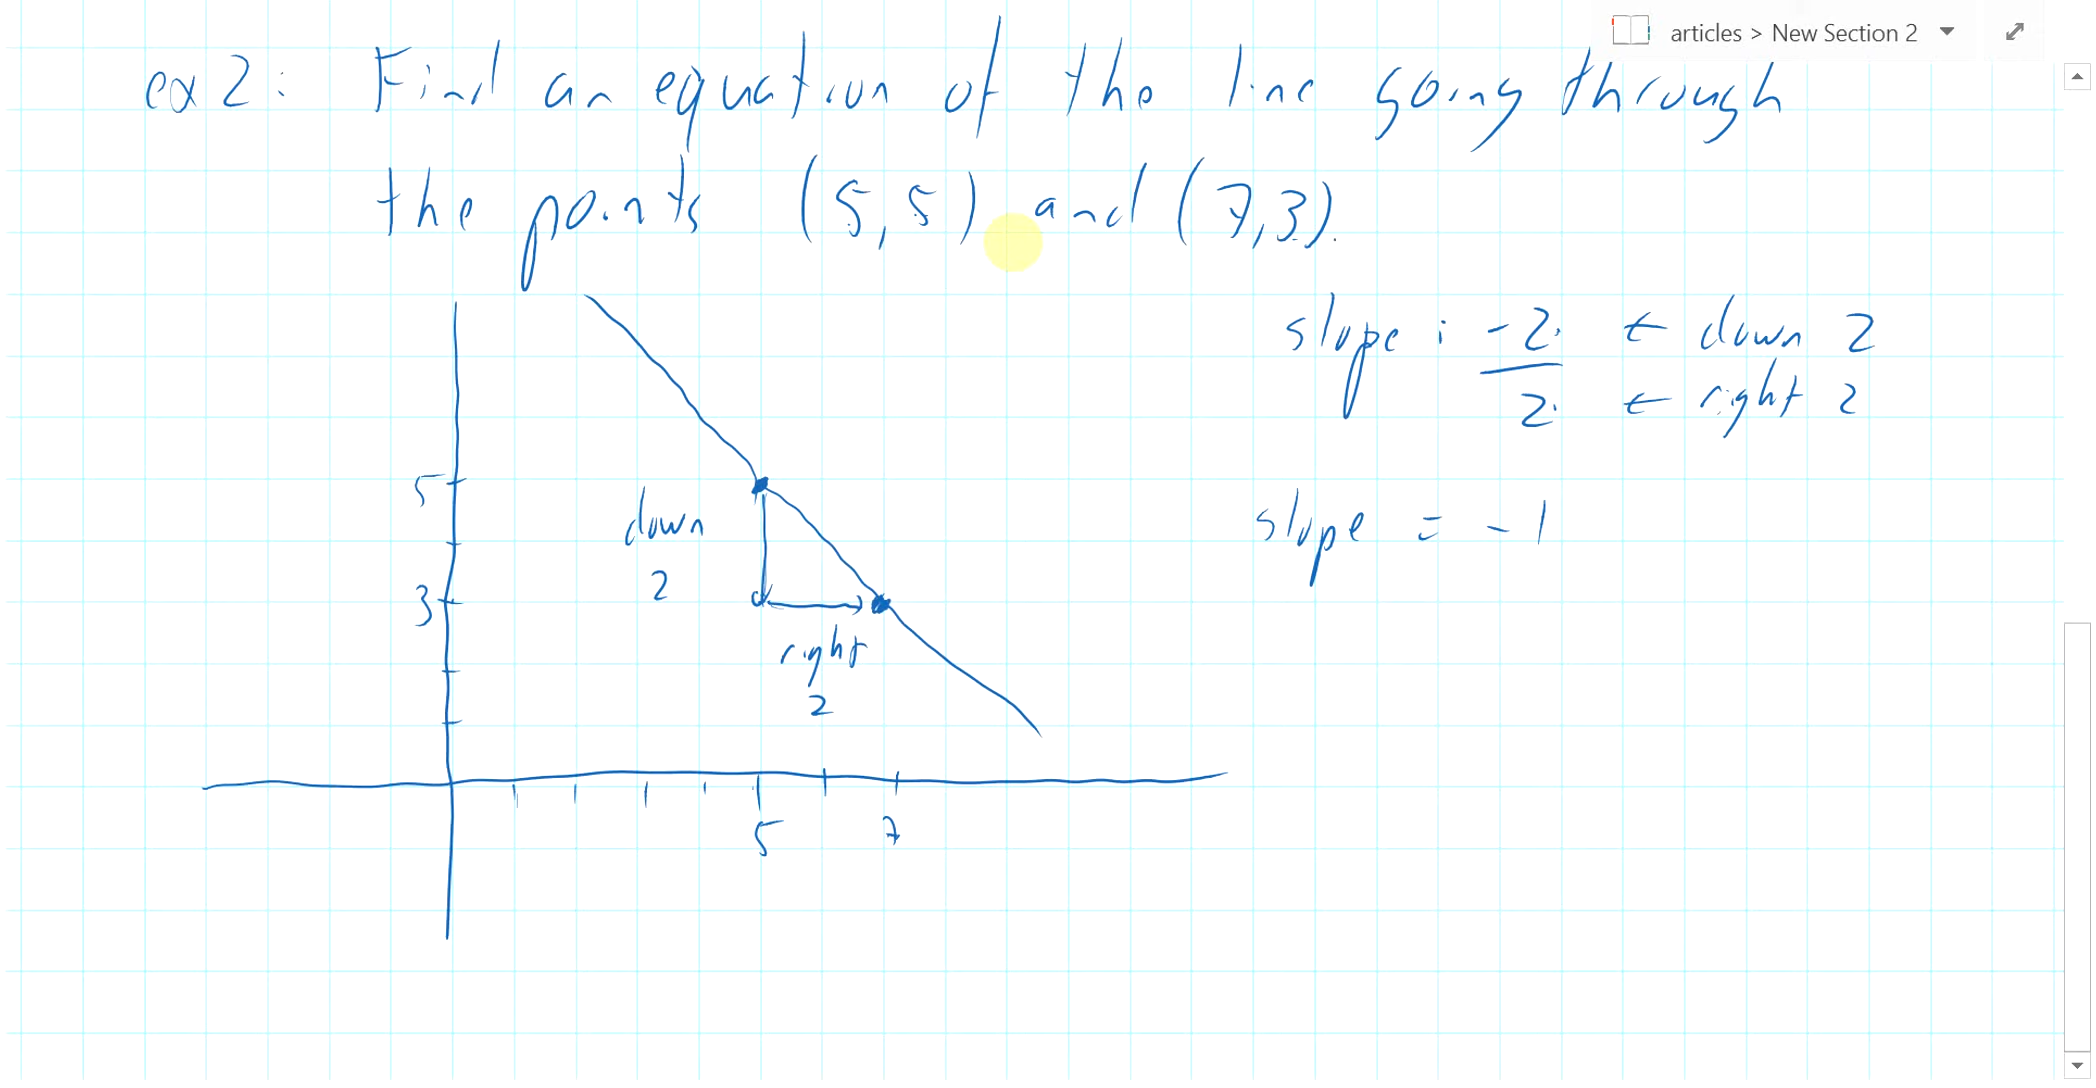 articles > New Section 2
ex 2: Find an equation of the line going through
the points (5,5) and (7,3).
slope: -2 ← down 2
2 ← right 2
slope = -1
5
down
2
3
right
2
5 7